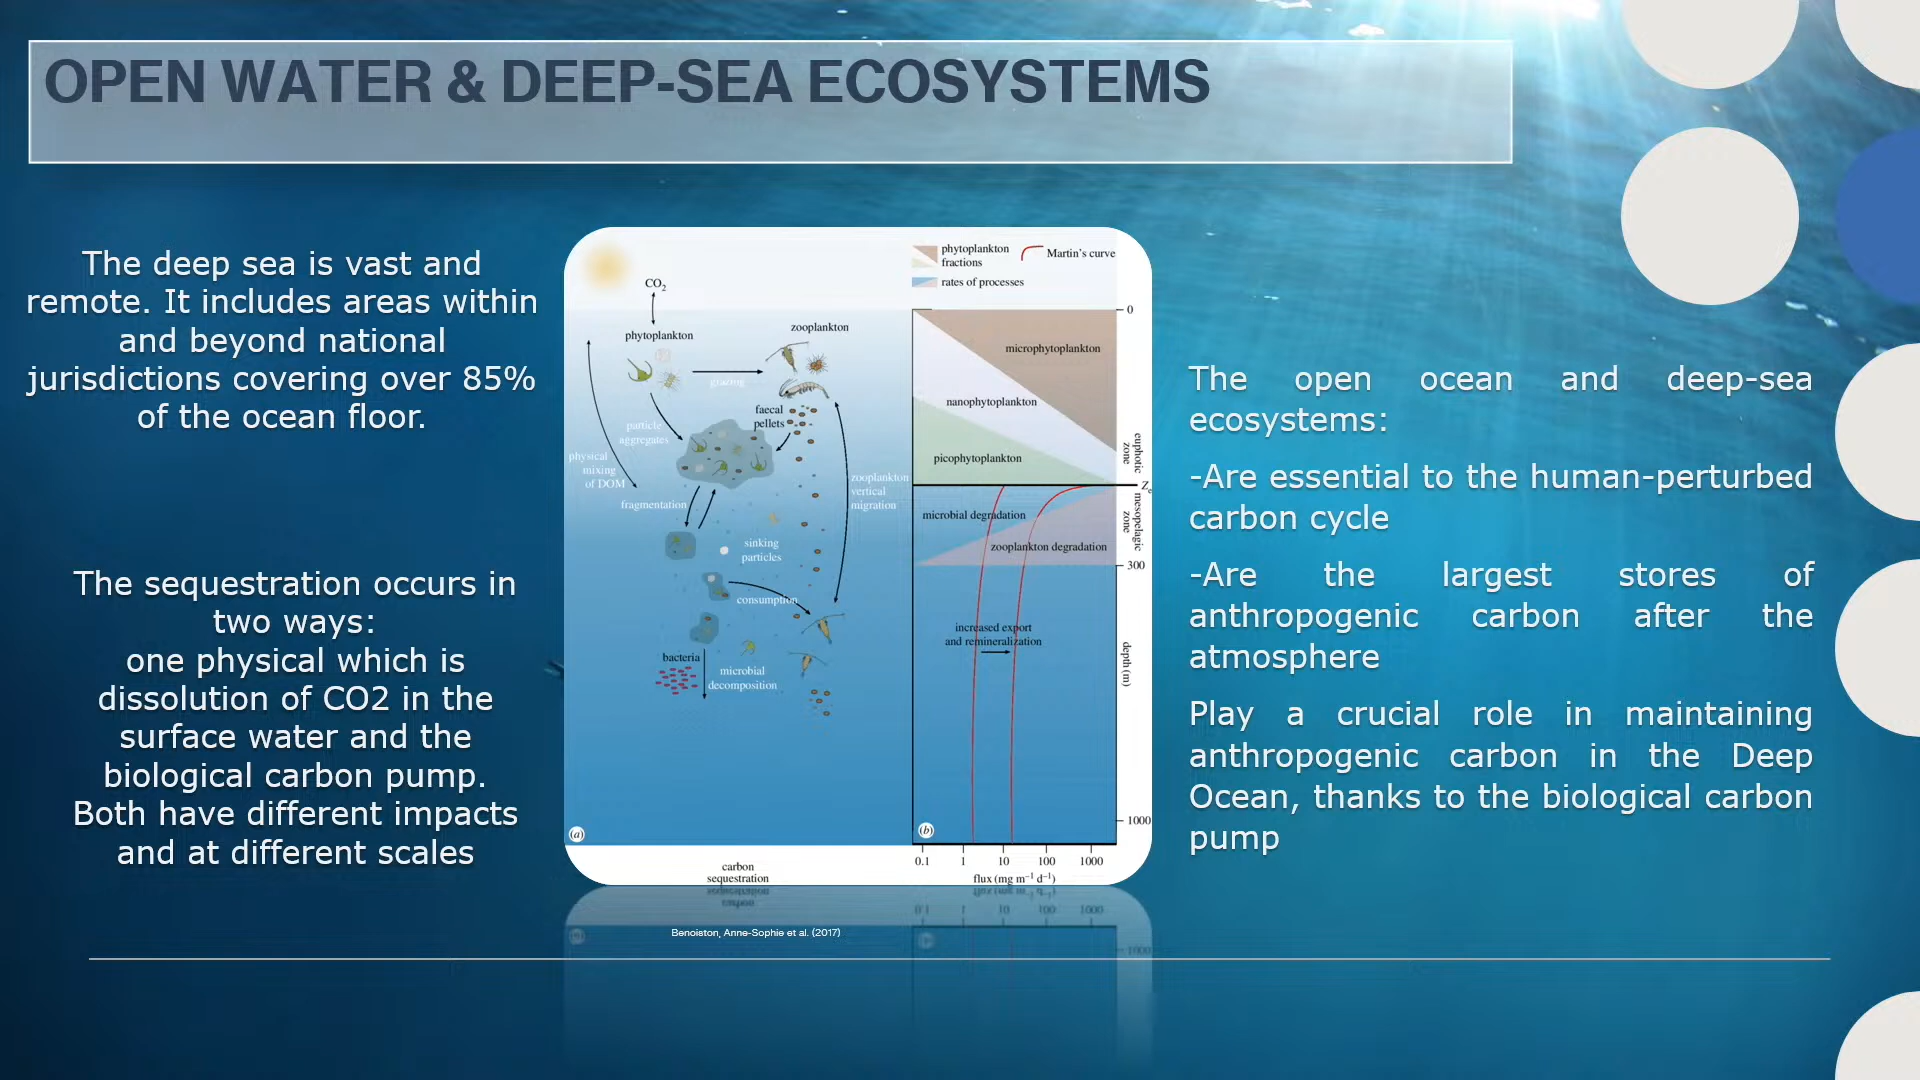 OPEN WATER & DEEP-SEA ECOSYSTEMS
The deep sea is vast and
remote. It includes areas within
and beyond national
jurisdictions covering over 85%
of the ocean floor.
The sequestration occurs in
two ways:
one physical which is
dissolution of CO2 in the
surface water and the
biological carbon pump.
Both have different impacts
and at different scales
CO2
phytoplankton
zooplankton
grazing
faecal
pellets
particle
aggregates
physical
mixing
of DOM
fragmentation
zooplankton
vertical
migration
sinking
particles
consumption
bacteria
microbial
decomposition
(a)
carbon
sequestration
phytoplankton
fractions
Martin's curve
rates of processes
0
microphytoplankton
nanophytoplankton
picophytoplankton
euphotic
zone
Ze
mesopelagic
zone
microbial degradation
zooplankton degradation
300
increased export
and remineralization
depth (m)
1000
(b)
0.1 1 10 100 1000
flux (mg m⁻¹ d⁻¹)
Benoiston, Anne-Sophie et al. (2017)
The open ocean and deep-sea
ecosystems:
-Are essential to the human-perturbed
carbon cycle
-Are the largest stores of
anthropogenic carbon after the
atmosphere
Play a crucial role in maintaining
anthropogenic carbon in the Deep
Ocean, thanks to the biological carbon
pump